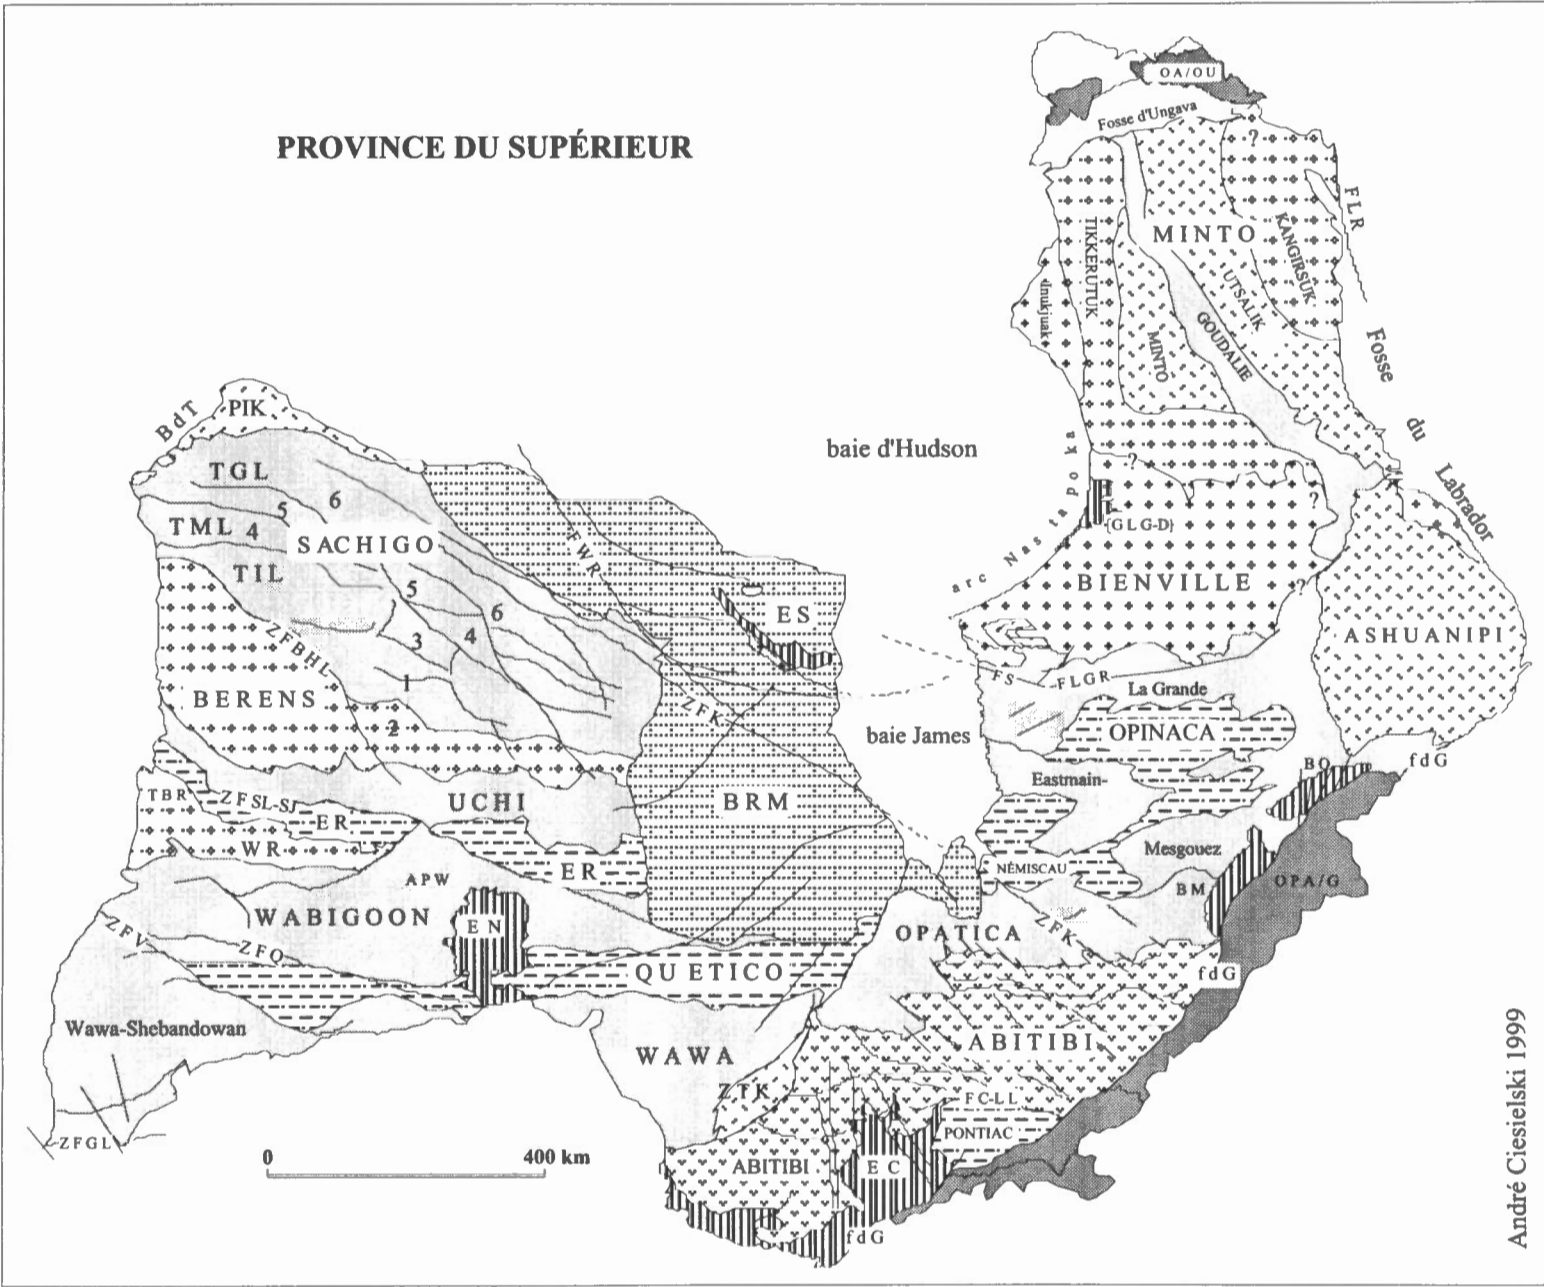 PROVINCE DU SUPÉRIEUR
OA/OU
Fosse d'Ungava
?
FLR
MINTO
TIKKERUTUK
KANGIRSUK
UTSALIK
Inukjuak
MINTO
GOUDALIE
Fosse du Labrador
BdT
PIK
baie d'Hudson
arc Nastapoka
?
?
TGL
6
5
TML 4
SACHIGO
(GLG-D)
FWR
TIL
BIENVILLE
?
5
6
ES
3
4
ASHUANIPI
ZFBHL
1
FS
FLGR
La Grande
BERENS
2
ZFK
baie James
OPINACA
fdG
BO
Eastmain-
TBR
ZFSL-SJ
UCHI
BRM
ER
WR
Mesgouez
ER
NÉMISCAU
APW
BM
OPA/G
WABIGOON
EN
ZFV
ZFQ
OPATICA
ZFK
QUETICO
fdG
Wawa-Shebandowan
WAWA
ABITIBI
ZTK
FC-LL
ZFGL
PONTIAC
0
400 km
ABITIBI
EC
fdG
André Ciesielski 1999